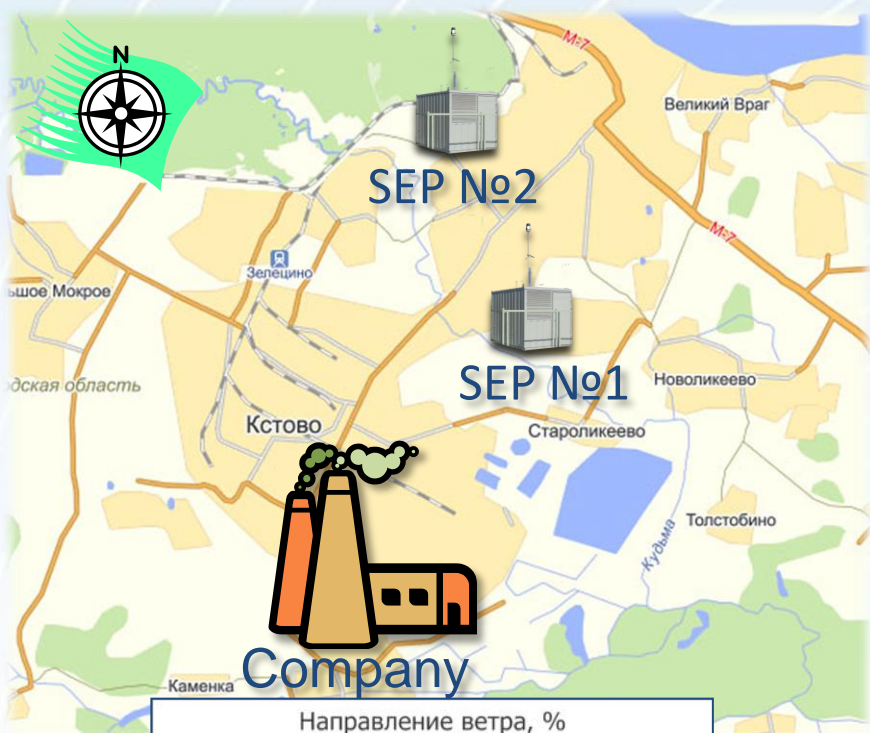 N
М-7
Великий Враг
SEP №2
М-7
Зелецино
ьшое Мокрое
SEP №1
дская область
Новоликеево
Кстово
Староликеево
Толстобино
Кудьма
Company
Каменка
Направление ветра, %